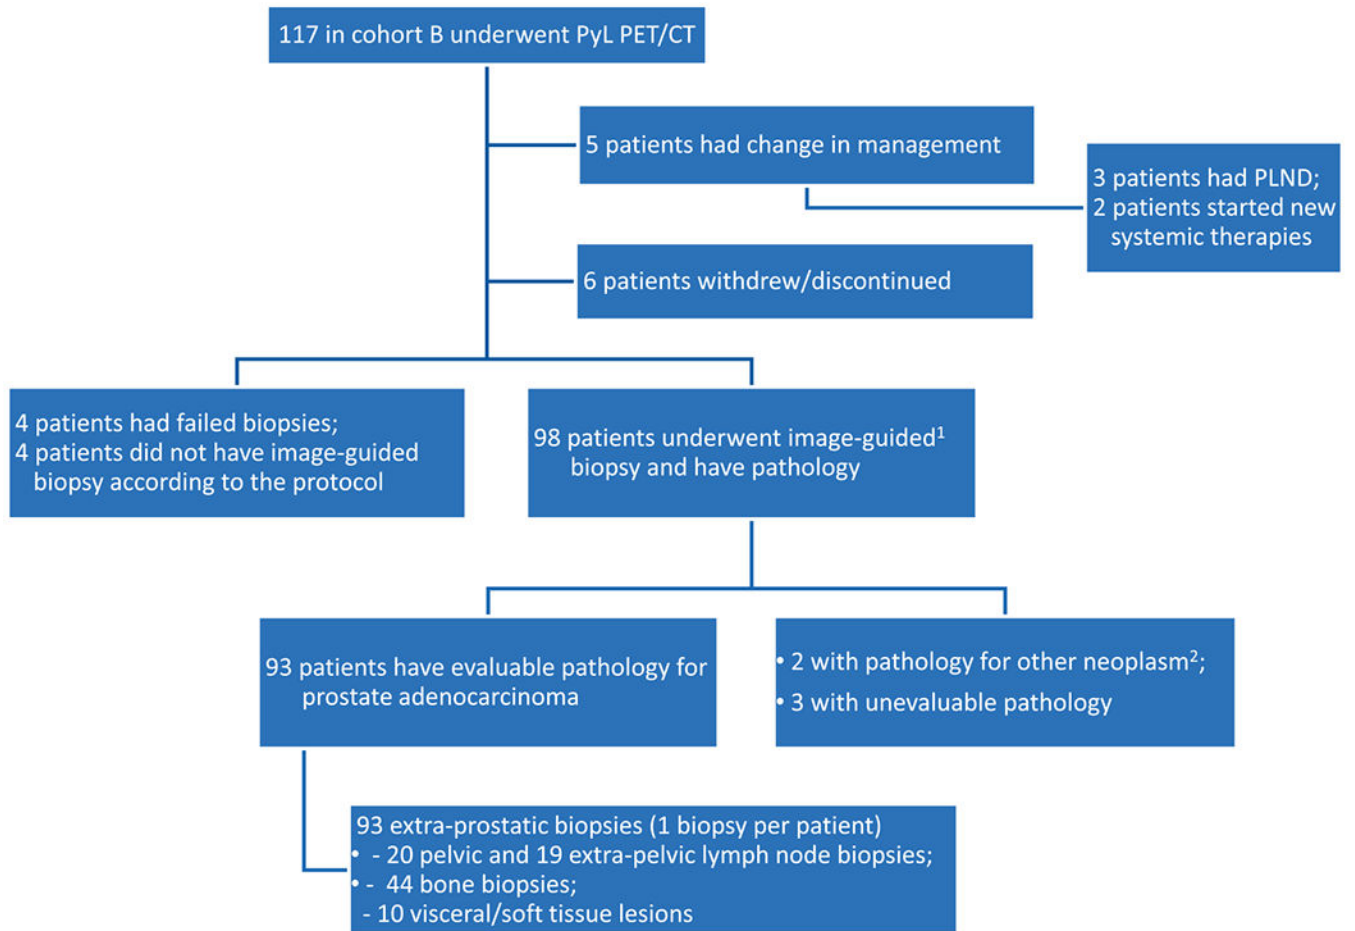 117 in cohort B underwent PyL PET/CT
5 patients had change in management
3 patients had PLND;
2 patients started new
systemic therapies
6 patients withdrew/discontinued
4 patients had failed biopsies;
4 patients did not have image-guided
biopsy according to the protocol
98 patients underwent image-guided¹
biopsy and have pathology
93 patients have evaluable pathology for
prostate adenocarcinoma
• 2 with pathology for other neoplasm²;
• 3 with unevaluable pathology
93 extra-prostatic biopsies (1 biopsy per patient)
• - 20 pelvic and 19 extra-pelvic lymph node biopsies;
• - 44 bone biopsies;
- 10 visceral/soft tissue lesions